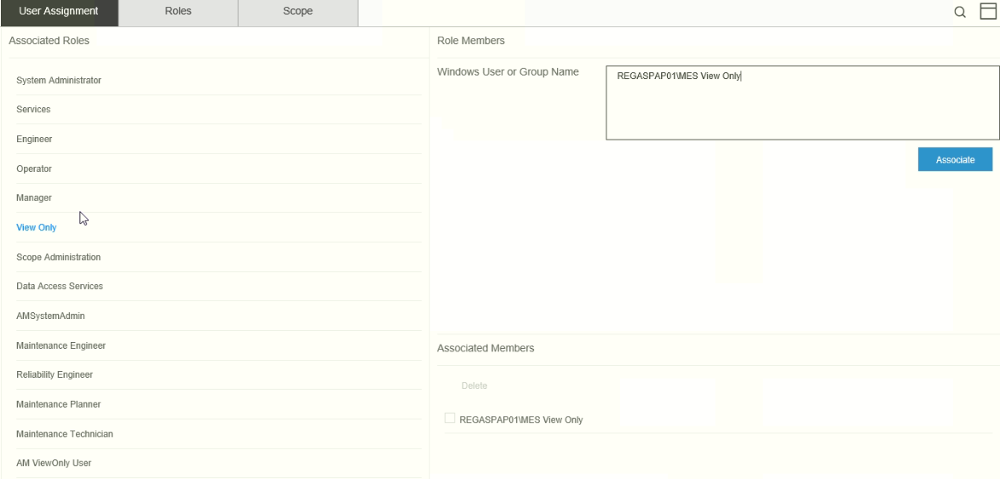 User Assignment
Roles
Scope
Associated Roles
System Administrator
Services
Engineer
Operator
Manager
View Only
Scope Administration
Data Access Services
AMSystemAdmin
Maintenance Engineer
Reliability Engineer
Maintenance Planner
Maintenance Technician
AM ViewOnly User
Role Members
Windows User or Group Name
REGASPAP01\MES View Only
Associate
Associated Members
Delete
REGASPAP01\MES View Only